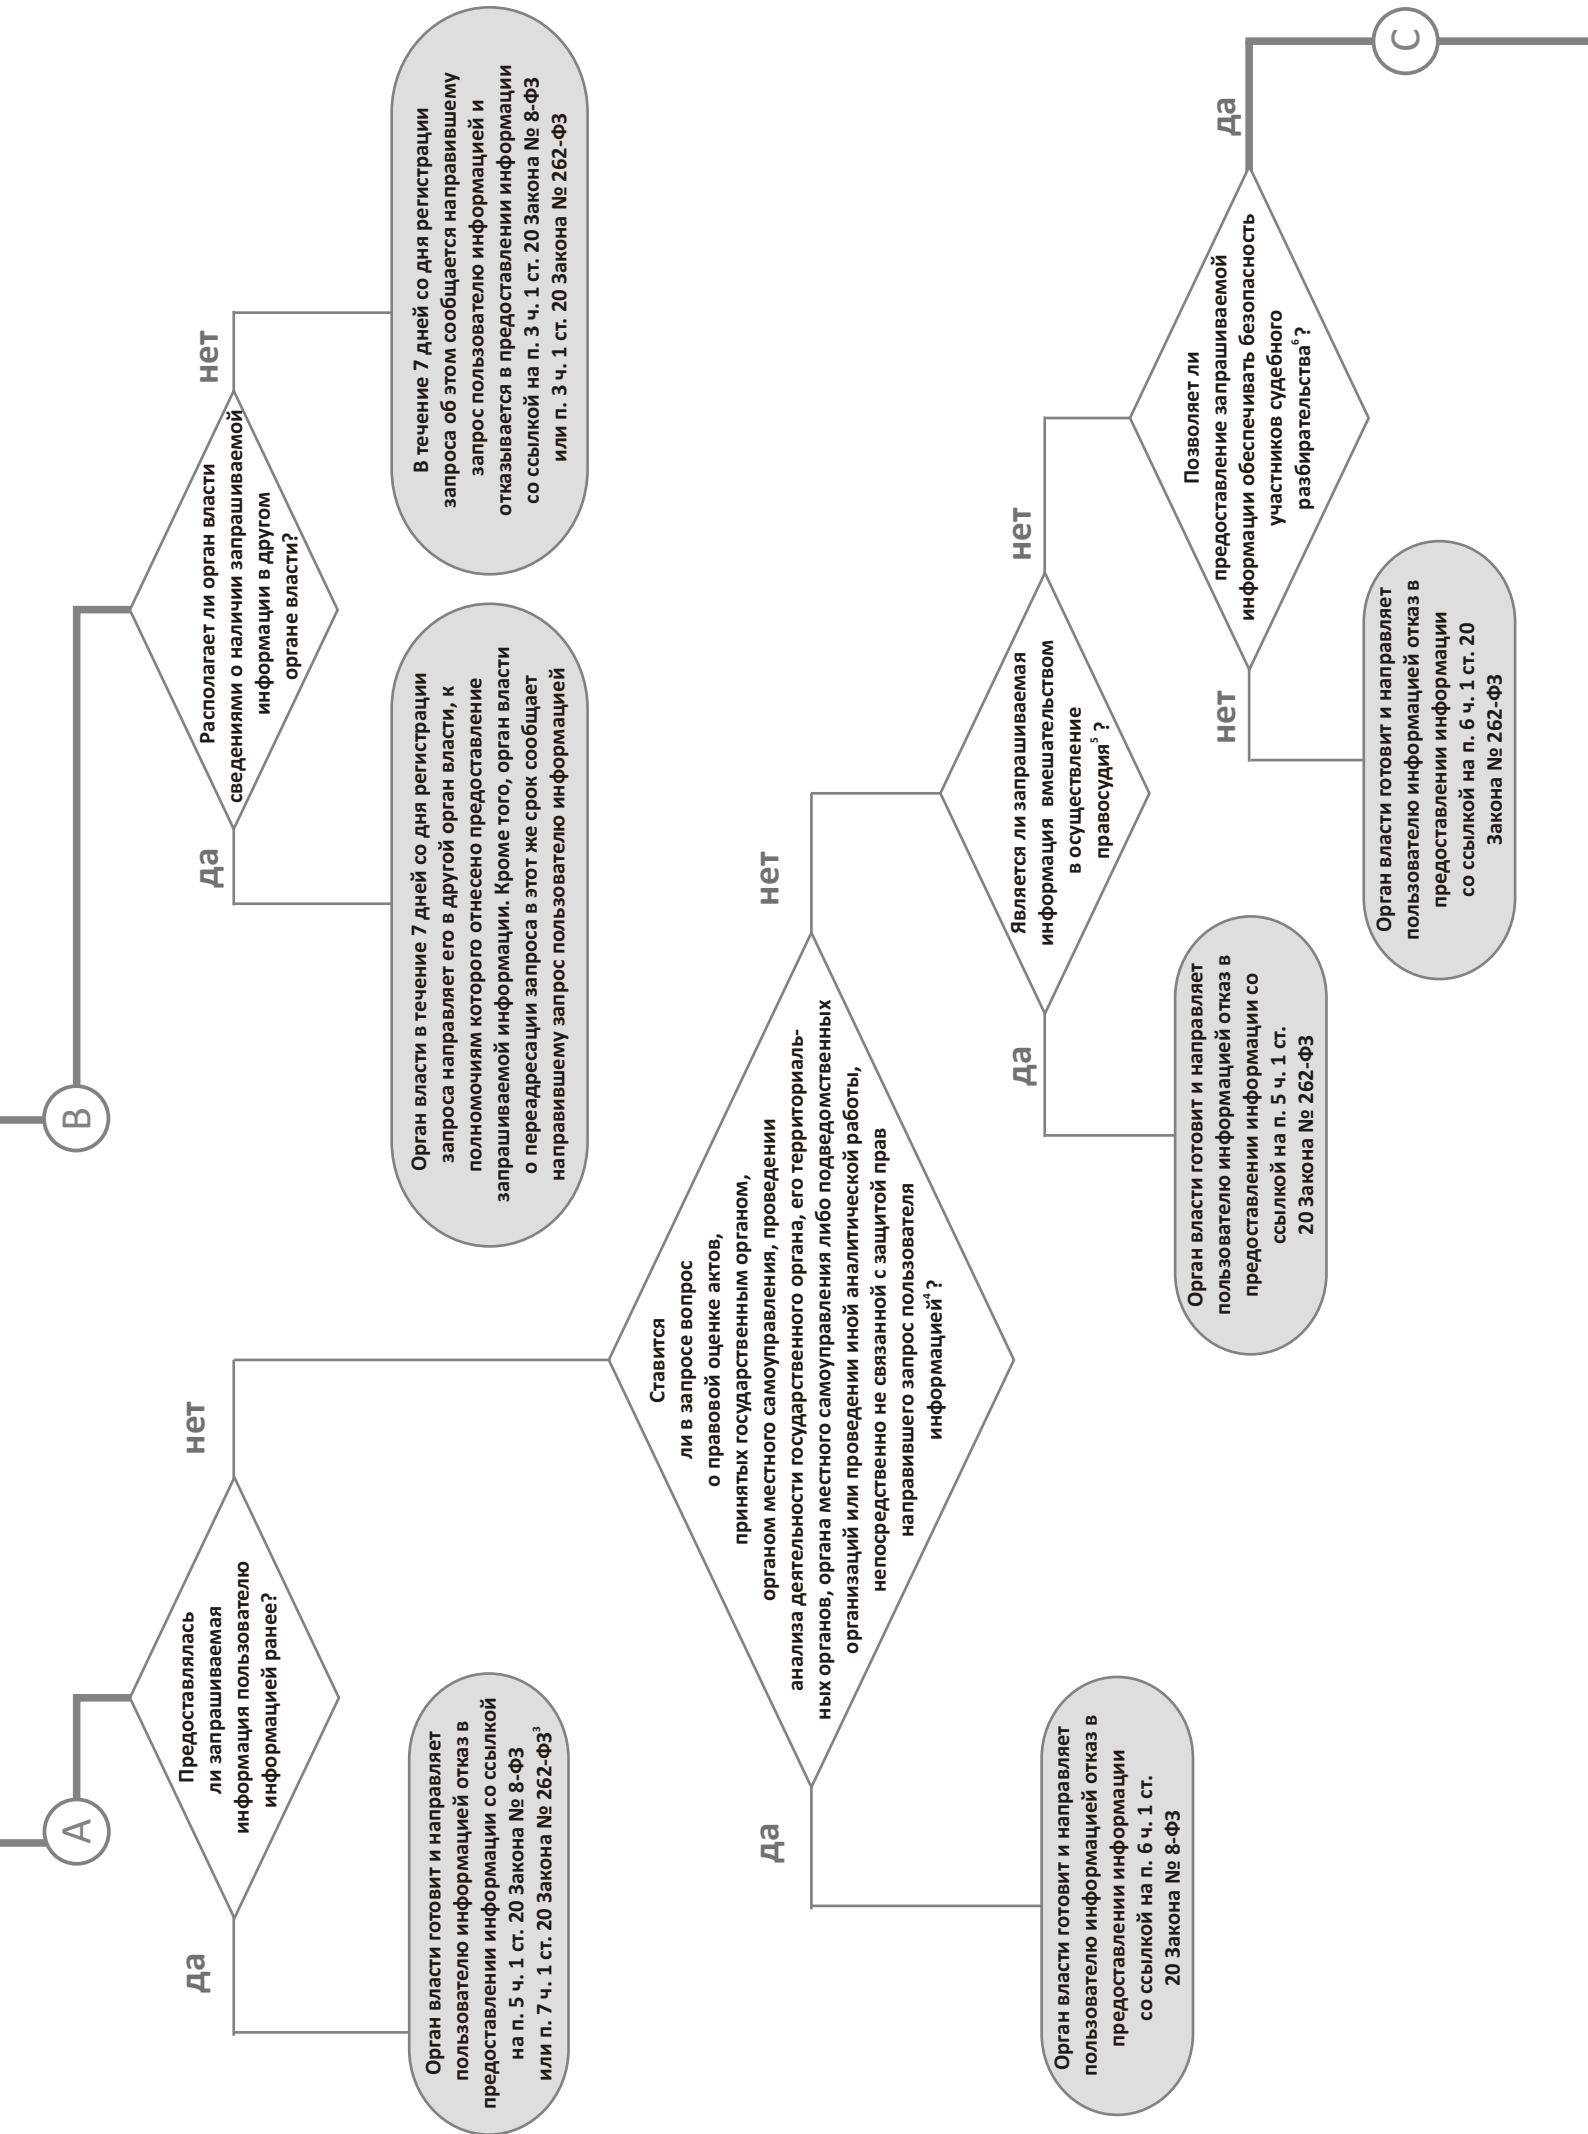 A
Предоставлялась
ли запрашиваемая
информация пользователю
информацией ранее?
да
нет
Орган власти готовит и направляет
пользователю информацией отказ в
предоставлении информации со ссылкой
на п. 5 ч. 1 ст. 20 Закона № 8-ФЗ
или п. 7 ч. 1 ст. 20 Закона № 262-ФЗ³
B
Располагает ли орган власти
сведениями о наличии запрашиваемой
информации в другом
органе власти?
да
нет
Орган власти в течение 7 дней со дня регистрации
запроса направляет его в другой орган власти, к
полномочиям которого отнесено предоставление
запрашиваемой информации. Кроме того, орган власти
о переадресации запроса в этот же срок сообщает
направившему запрос пользователю информацией
В течение 7 дней со дня регистрации
запроса об этом сообщается направившему
запрос пользователю информацией и
отказывается в предоставлении информации
со ссылкой на п. 3 ч. 1 ст. 20 Закона № 8-ФЗ
или п. 3 ч. 1 ст. 20 Закона № 262-ФЗ
Ставится
ли в запросе вопрос
о правовой оценке актов,
принятых государственным органом,
органом местного самоуправления, проведении
анализа деятельности государственного органа, его территориаль-
ных органов, органа местного самоуправления либо подведомственных
организаций или проведении иной аналитической работы,
непосредственно не связанной с защитой прав
направившего запрос пользователя
информацией⁴ ?
да
нет
Орган власти готовит и направляет
пользователю информацией отказ в
предоставлении информации
со ссылкой на п. 6 ч. 1 ст.
20 Закона № 8-ФЗ
Является ли запрашиваемая
информация вмешательством
в осуществление
правосудия⁵ ?
да
нет
Орган власти готовит и направляет
пользователю информацией отказ в
предоставлении информации со
ссылкой на п. 5 ч. 1 ст.
20 Закона № 262-ФЗ
Позволяет ли
предоставление запрашиваемой
информации обеспечивать безопасность
участников судебного
разбирательства⁶ ?
нет
да
Орган власти готовит и направляет
пользователю информацией отказ в
предоставлении информации
со ссылкой на п. 6 ч. 1 ст. 20
Закона № 262-ФЗ
C